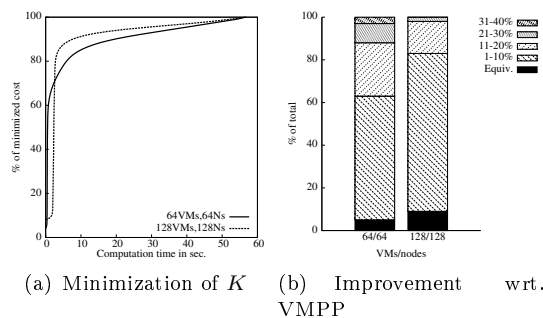 % of minimized cost
100
80
60
40
20
0
64VMs,64Ns
128VMs,128Ns
0 10 20 30 40 50 60
Computation time in sec.
(a) Minimization of K
% of total
100
80
60
40
20
0
31-40%
21-30%
11-20%
1-10%
Equiv.
64/64 128/128
VMs/nodes
(b) Improvement wrt.
VMPP